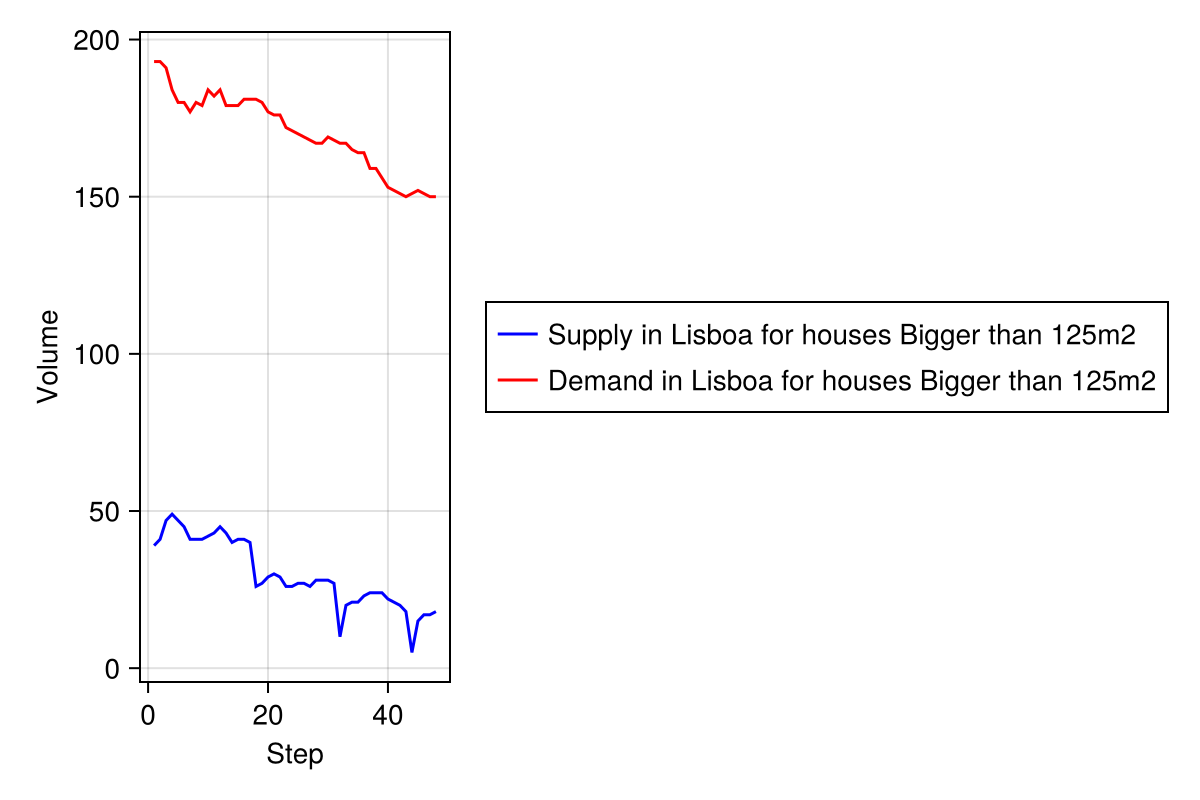 200
150
100
50
0
Volume
0 20 40
Step
Supply in Lisboa for houses Bigger than 125m2
Demand in Lisboa for houses Bigger than 125m2